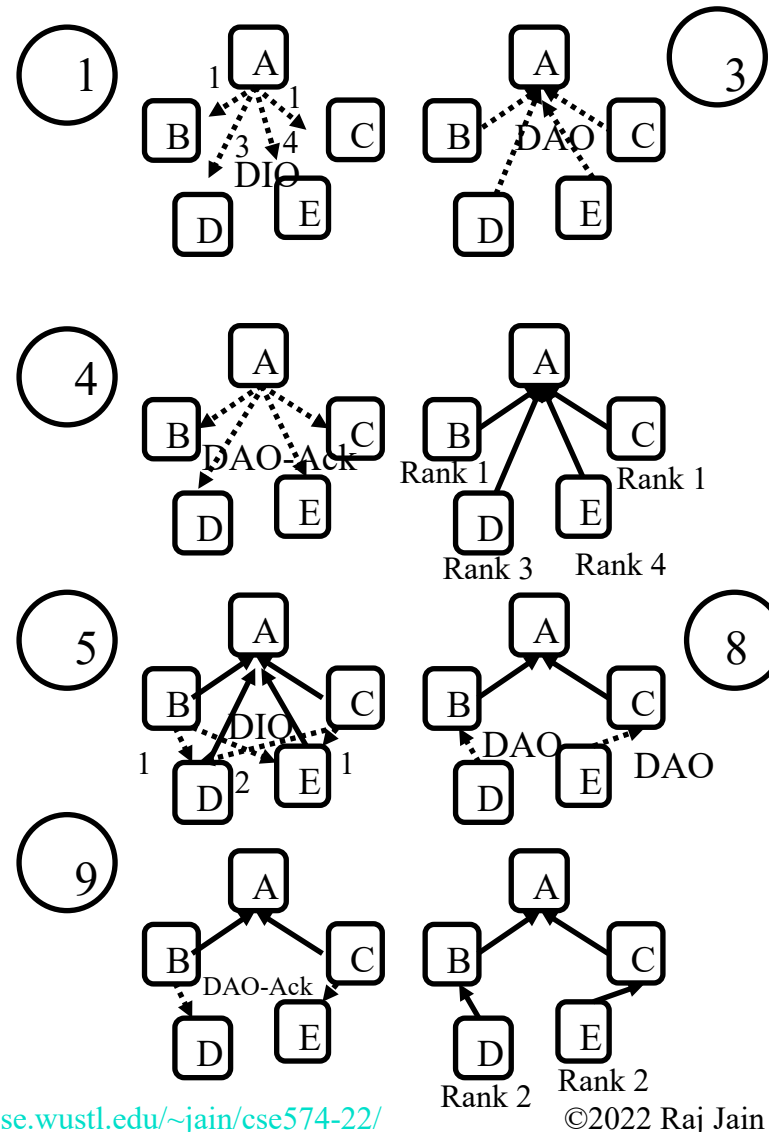 1
A
1
1
B
C
3
4
DIO
D
E
3
A
B
DAO
C
D
E
4
A
B
C
DAO-Ack
D
E
A
B
C
Rank 1
Rank 1
D
E
Rank 3
Rank 4
5
A
B
DIO
C
1
D
2
E
1
8
A
B
C
DAO
DAO
D
E
9
A
B
C
DAO-Ack
D
E
A
B
C
D
E
Rank 2
Rank 2
se.wustl.edu/~jain/cse574-22/
©2022 Raj Jain